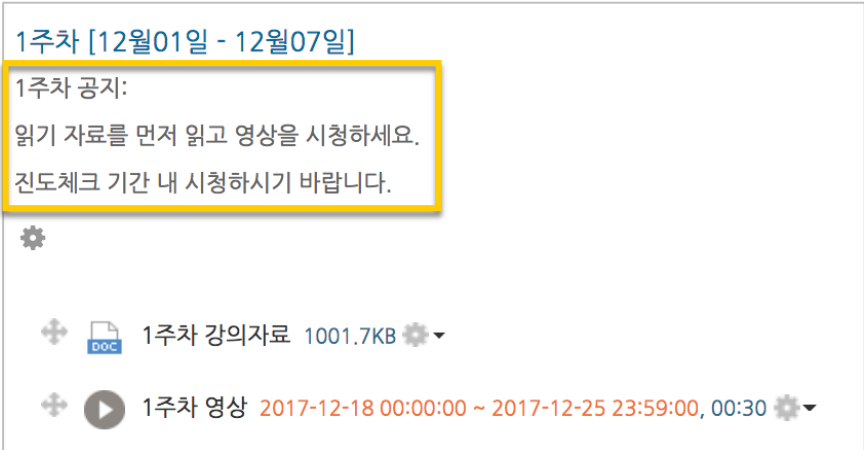 1주차 [12월01일 - 12월07일]
1주차 공지:
읽기 자료를 먼저 읽고 영상을 시청하세요.
진도체크 기간 내 시청하시기 바랍니다.
DOC 1주차 강의자료 1001.7KB
1주차 영상 2017-12-18 00:00:00 ~ 2017-12-25 23:59:00, 00:30